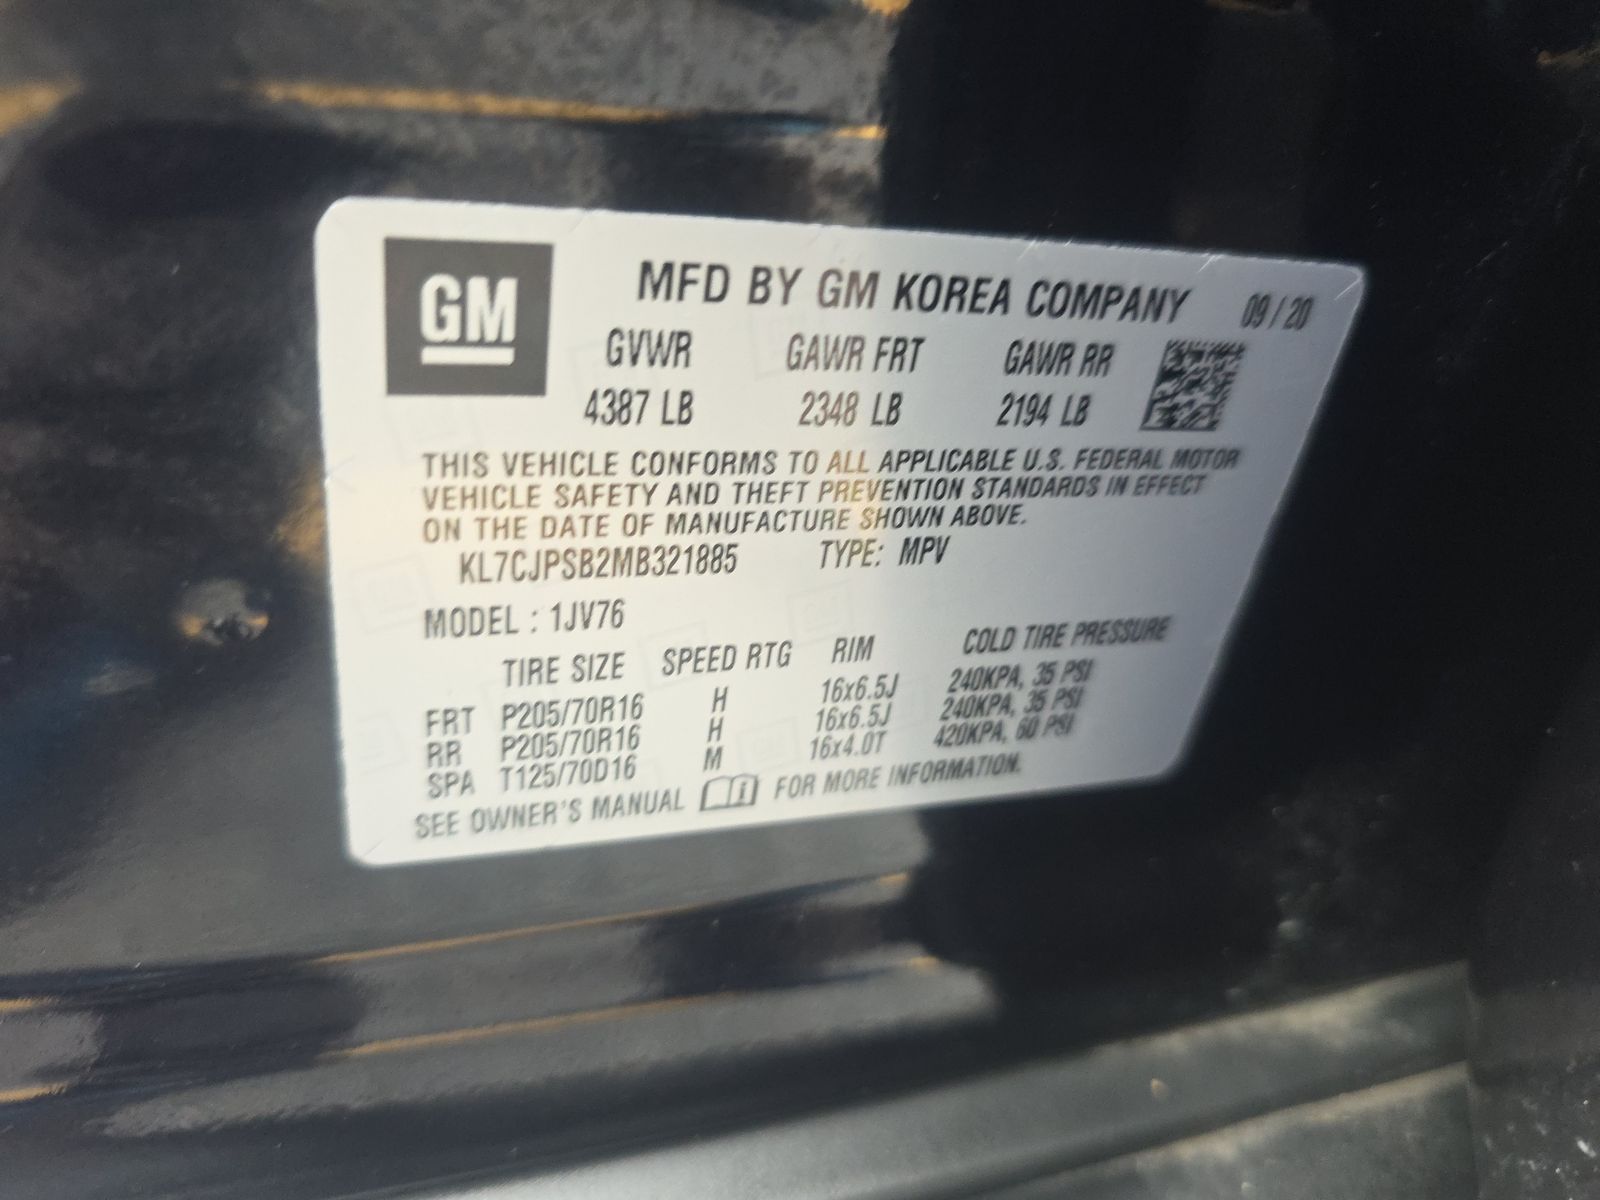 GM
MFD BY GM KOREA COMPANY 09/20
GVWR GAWR FRT GAWR RR
4387 LB 2348 LB 2194 LB
THIS VEHICLE CONFORMS TO ALL APPLICABLE U.S. FEDERAL MOTOR
VEHICLE SAFETY AND THEFT PREVENTION STANDARDS IN EFFECT
ON THE DATE OF MANUFACTURE SHOWN ABOVE.
KL7CJPSB2MB321885 TYPE: MPV
MODEL : 1JV76
TIRE SIZE SPEED RTG RIM COLD TIRE PRESSURE
FRT P205/70R16 H 16x6.5J 240KPA, 35 PSI
RR P205/70R16 H 16x6.5J 240KPA, 35 PSI
SPA T125/70D16 M 16x4.0T 420KPA, 60 PSI
SEE OWNER'S MANUAL FOR MORE INFORMATION.